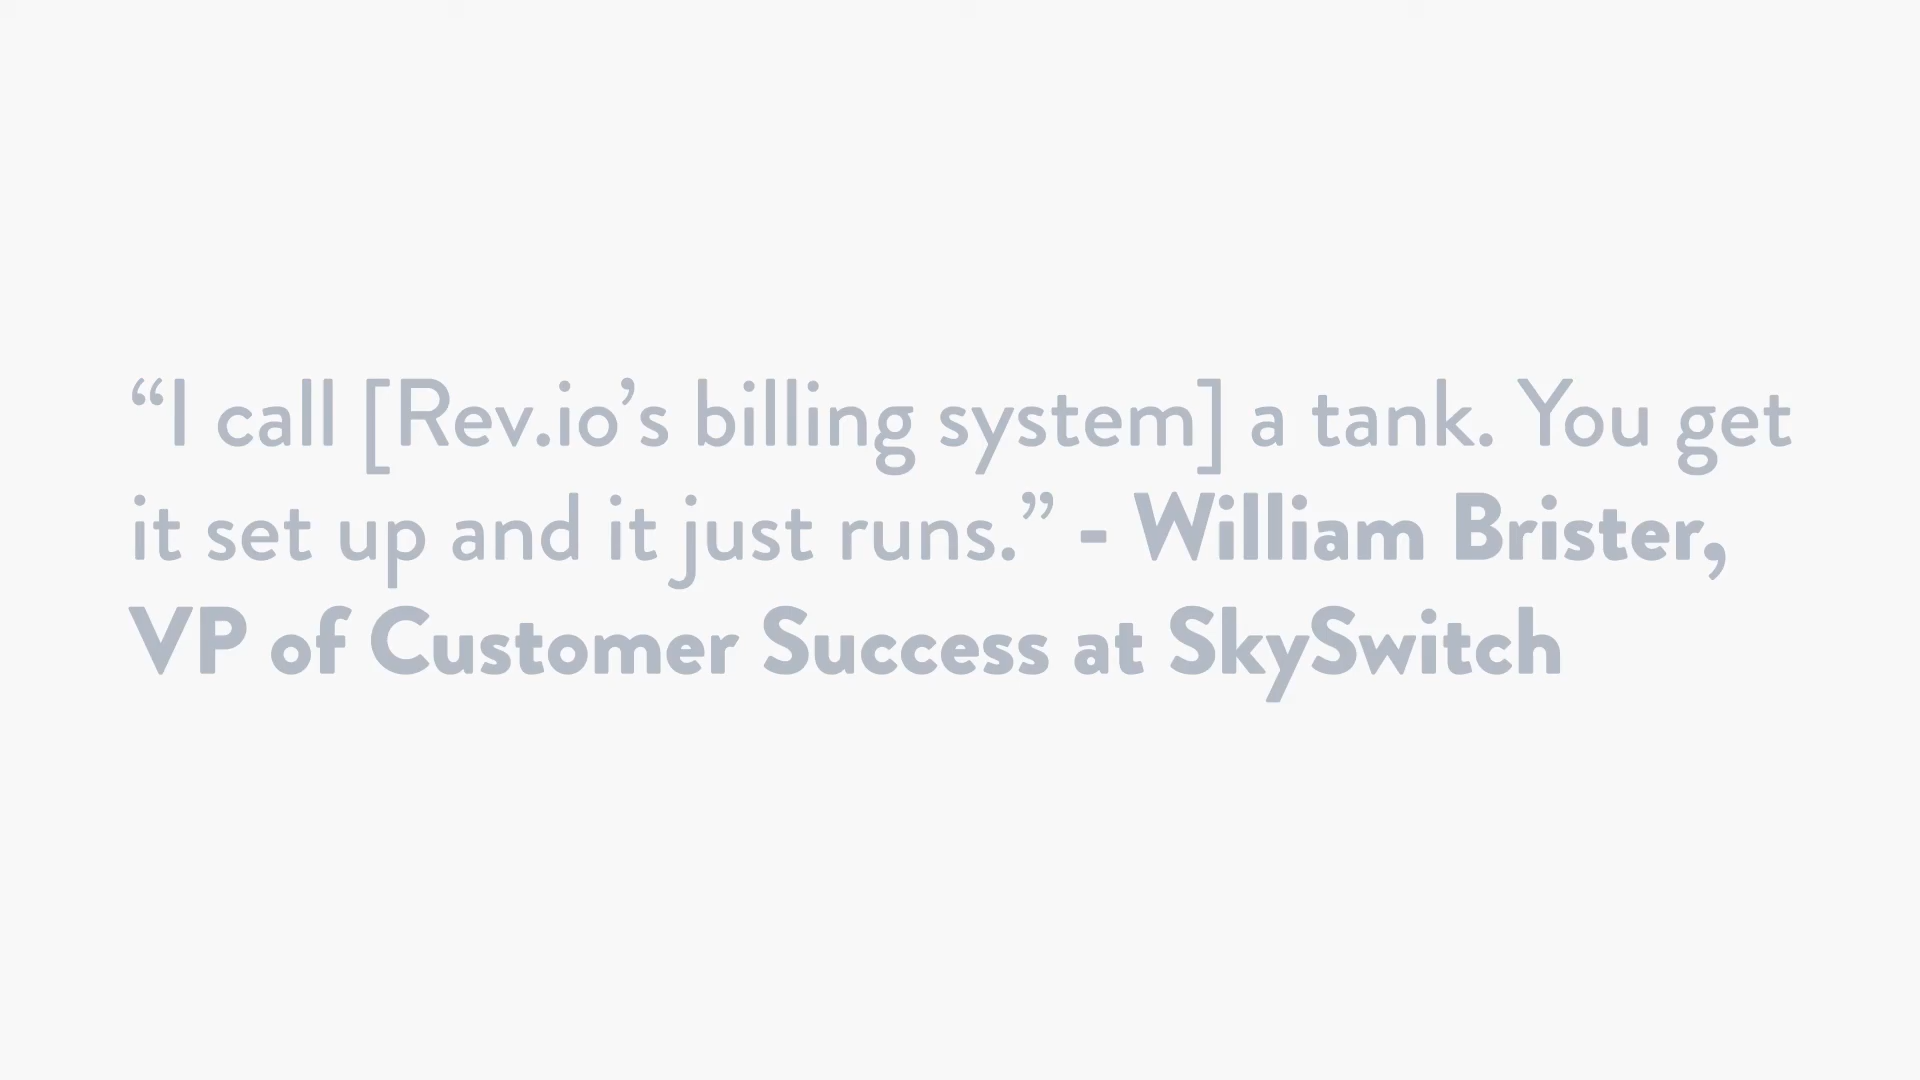 “I call [Rev.io’s billing system] a tank. You get
it set up and it just runs.” - William Brister,
VP of Customer Success at SkySwitch